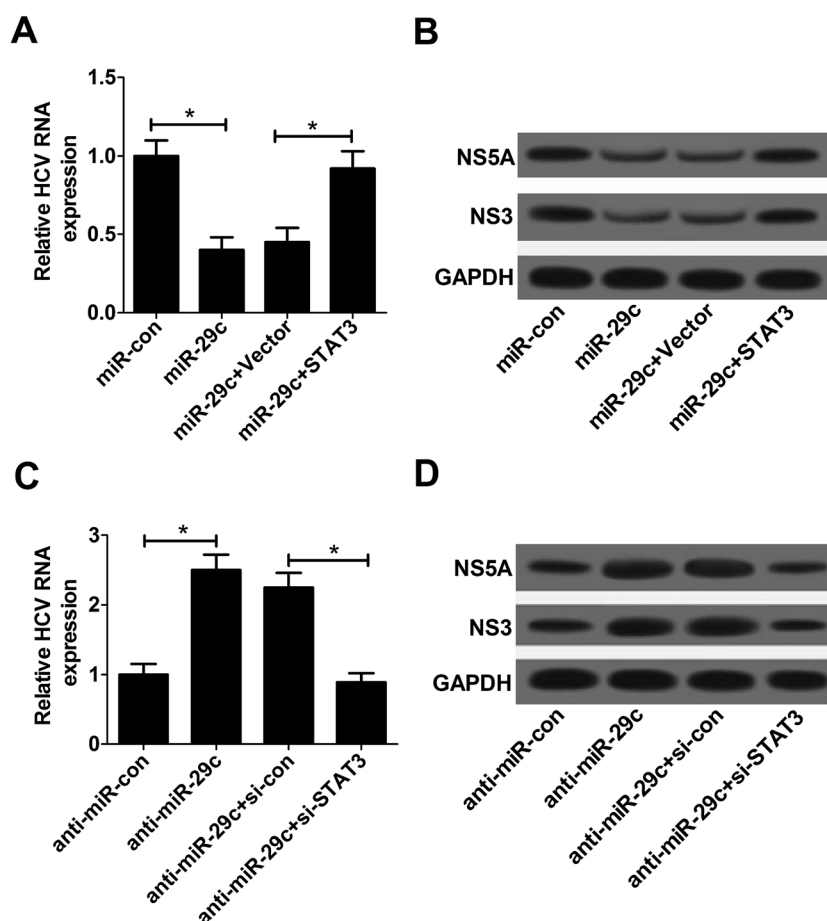 A
Relative HCV RNA
expression
1.5
1.0
0.5
0.0
*
*
miR-con
miR-29c
miR-29c+Vector
miR-29c+STAT3
B
NS5A
NS3
GAPDH
miR-con
miR-29c
miR-29c+Vector
miR-29c+STAT3
C
Relative HCV RNA
expression
3
2
1
0
*
*
anti-miR-con
anti-miR-29c
anti-miR-29c+si-con
anti-miR-29c+si-STAT3
D
NS5A
NS3
GAPDH
anti-miR-con
anti-miR-29c
anti-miR-29c+si-con
anti-miR-29c+si-STAT3